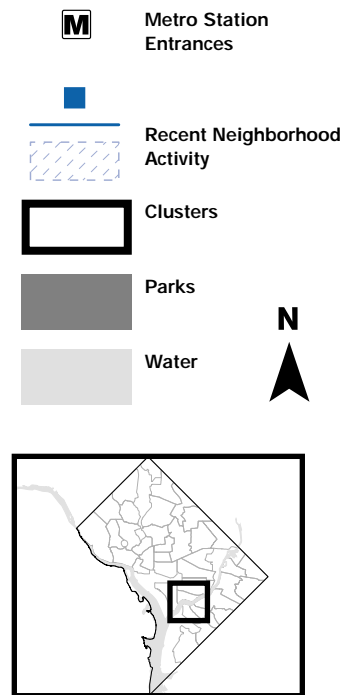 M
Metro Station
Entrances
Recent Neighborhood
Activity
Clusters
Parks
N
Water